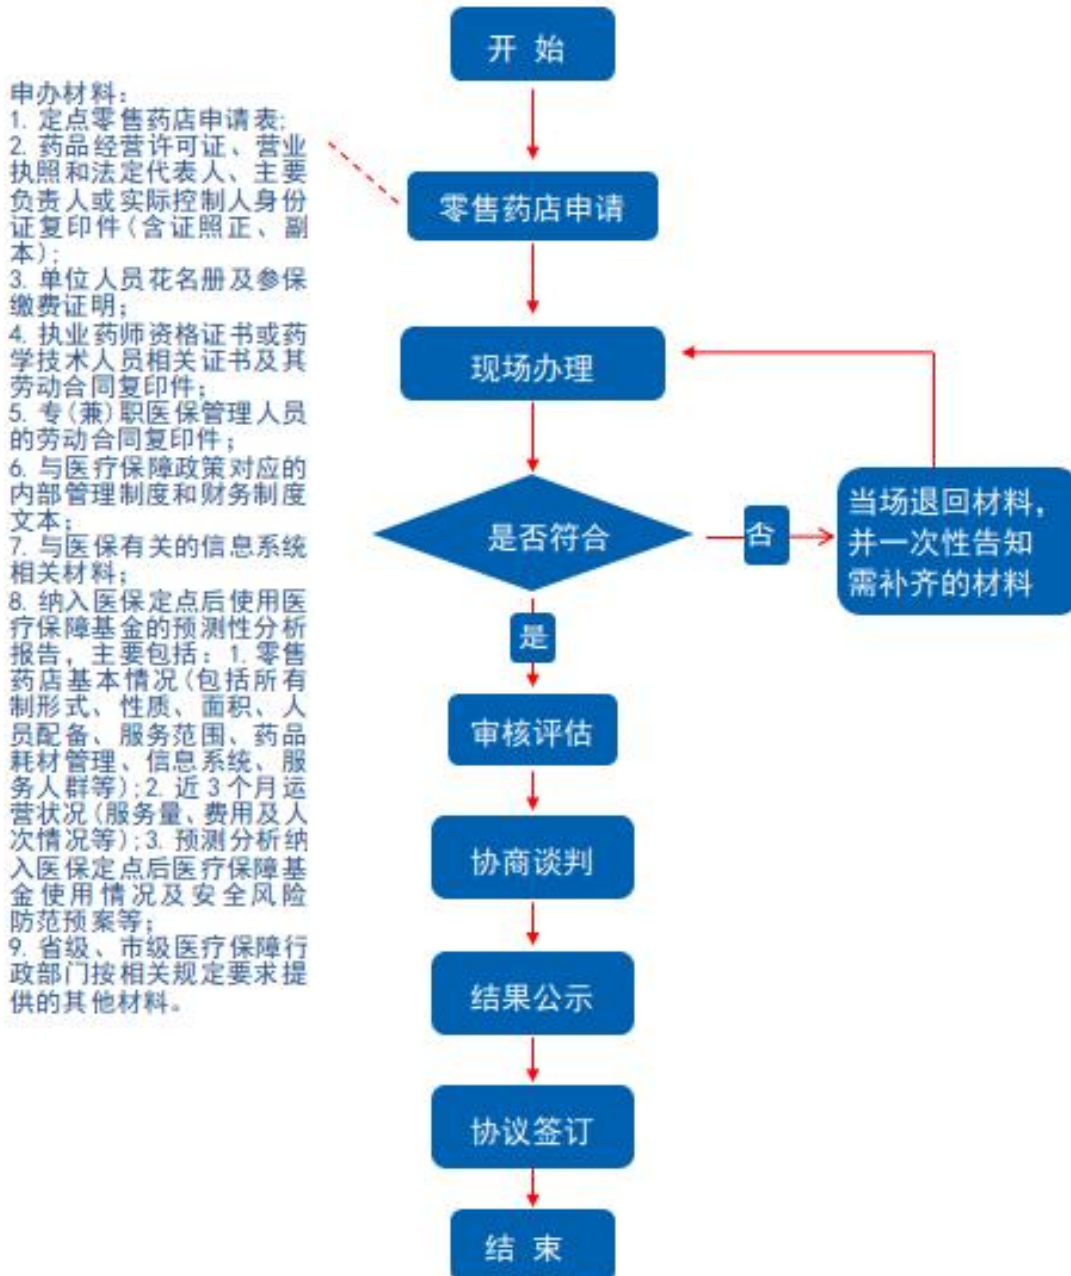 开 始
申办材料：
1. 定点零售药店申请表;
2. 药品经营许可证、营业
执照和法定代表人、主要
负责人或实际控制人身份
证复印件(含证照正、副
本);
3. 单位人员花名册及参保
缴费证明;
4. 执业药师资格证书或药
学技术人员相关证书及其
劳动合同复印件;
5. 专(兼)职医保管理人员
的劳动合同复印件;
6. 与医疗保障政策对应的
内部管理制度和财务制度
文本;
7. 与医保有关的信息系统
相关材料;
8. 纳入医保定点后使用医
疗保障基金的预测性分析
报告，主要包括：1. 零售
药店基本情况(包括所有
制形式、性质、面积、人
员配备、服务范围、药品
耗材管理、信息系统、服
务人群等);2. 近3个月运
营状况(服务量、费用及人
次情况等);3. 预测分析纳
入医保定点后医疗保障基
金使用情况及安全风险
防范预案等;
9. 省级、市级医疗保障行
政部门按相关规定要求提
供的其他材料。
零售药店申请
现场办理
是否符合
否
当场退回材料，
并一次性告知
需补齐的材料
是
审核评估
协商谈判
结果公示
协议签订
结 束